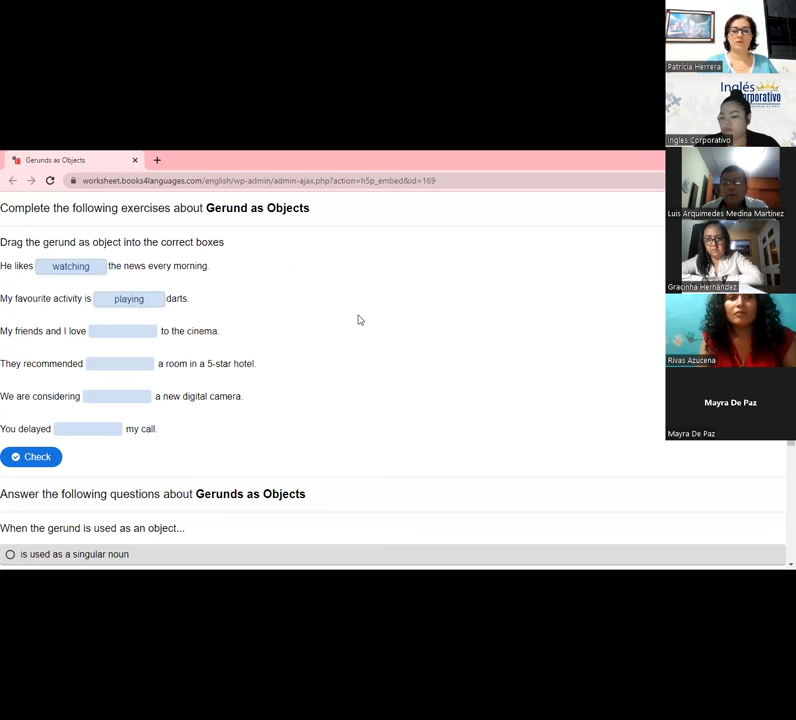 Gerunds as Objects
worksheet.books4languages.com/english/wp-admin/admin-ajax.php?action=h5p_embed&id=169
Complete the following exercises about Gerund as Objects
Drag the gerund as object into the correct boxes
He likes watching the news every morning.
My favourite activity is playing darts.
My friends and I love to the cinema.
They recommended a room in a 5-star hotel.
We are considering a new digital camera.
You delayed my call.
Check
Answer the following questions about Gerunds as Objects
When the gerund is used as an object...
is used as a singular noun
Patricia Herrera
Inglés
orporativo
Ingles Corporativo
Luis Arquimedes Medina Martínez
Gracinha Hernández
Rivas Azucena
Mayra De Paz
Mayra De Paz